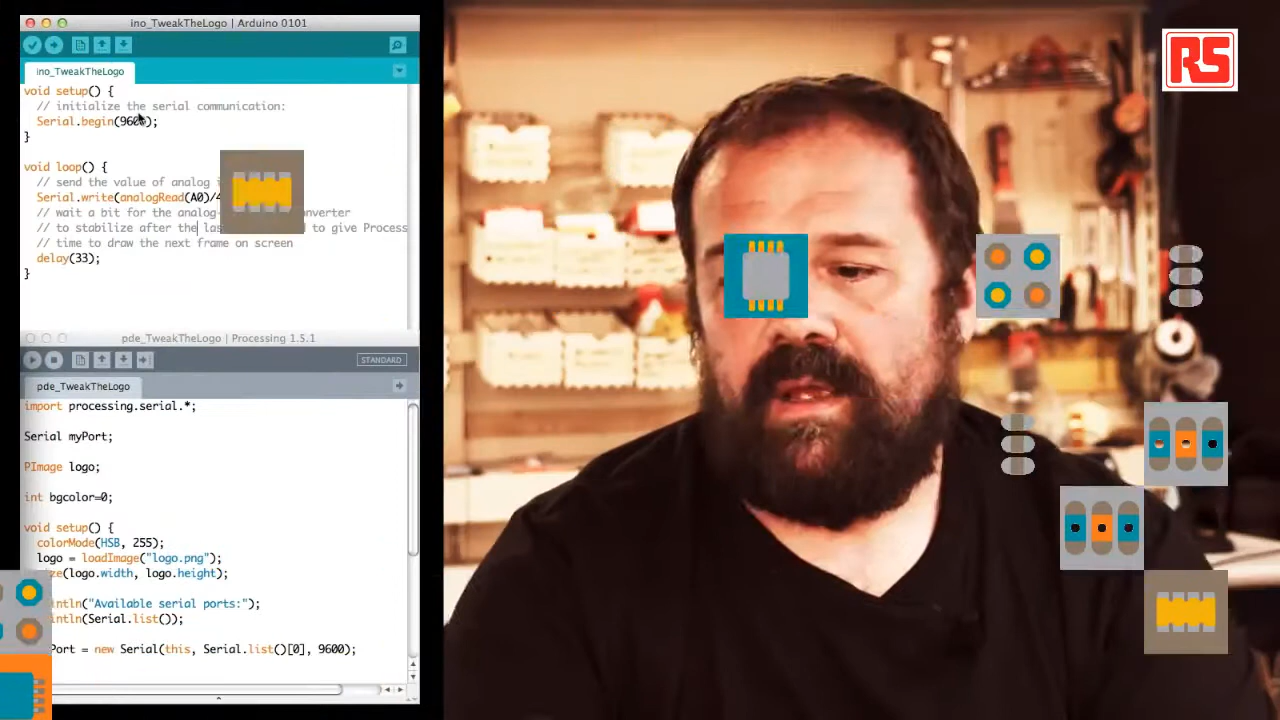 ino_TweakTheLogo | Arduino 0101
ino_TweakTheLogo
void setup() {
// initialize the serial communication:
Serial.begin(9600);
}
void loop() {
// send the value of analog
Serial.write(analogRead(A0)/4
// wait a bit for the analog-
// to stabilize after the to give Process
// time to draw the next frame on screen
delay(33);
}
pde_TweakTheLogo | Processing 1.5.1
STANDARD
pde_TweakTheLogo
import processing.serial.*;
Serial myPort;
PImage logo;
int bgcolor=0;
void setup() {
colorMode(HSB, 255);
logo = loadImage("logo.png");
(logo.width, logo.height);
ntln("Available serial ports:");
ntln(Serial.list());
Port = new Serial(this, Serial.list()[0], 9600);
RS